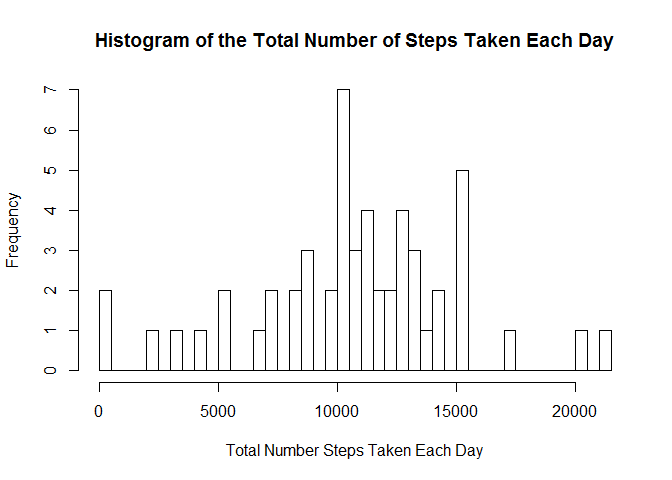 Histogram of the Total Number of Steps Taken Each Day
Frequency
7
6
5
4
3
2
1
0
0 5000 10000 15000 20000
Total Number Steps Taken Each Day